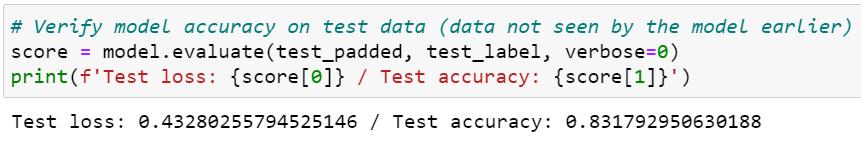 # Verify model accuracy on test data (data not seen by the model earlier)
score = model.evaluate(test_padded, test_label, verbose=0)
print(f'Test loss: {score[0]} / Test accuracy: {score[1]}')
Test loss: 0.43280255794525146 / Test accuracy: 0.831792950630188